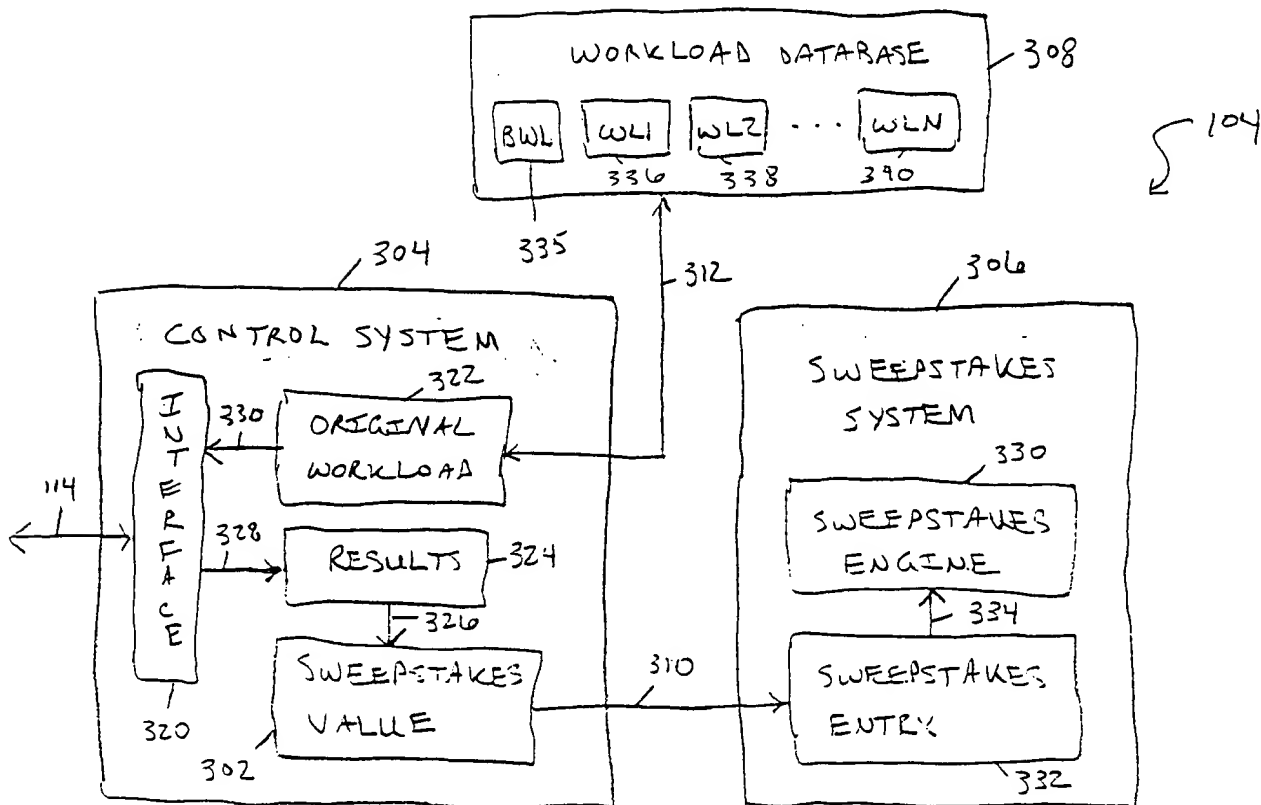 WORKLOAD DATABASE
308
BWL
WL1
WL2
...
WLN
336
338
390
335
104
304
312
306
CONTROL SYSTEM
322
INTERFACE
330
ORIGINAL
WORKLOAD
114
328
RESULTS
324
326
SWEEPSTAKES
VALUE
320
302
310
SWEEPSTAKES
SYSTEM
330
SWEEPSTAKES
ENGINE
334
SWEEPSTAKES
ENTRY
332